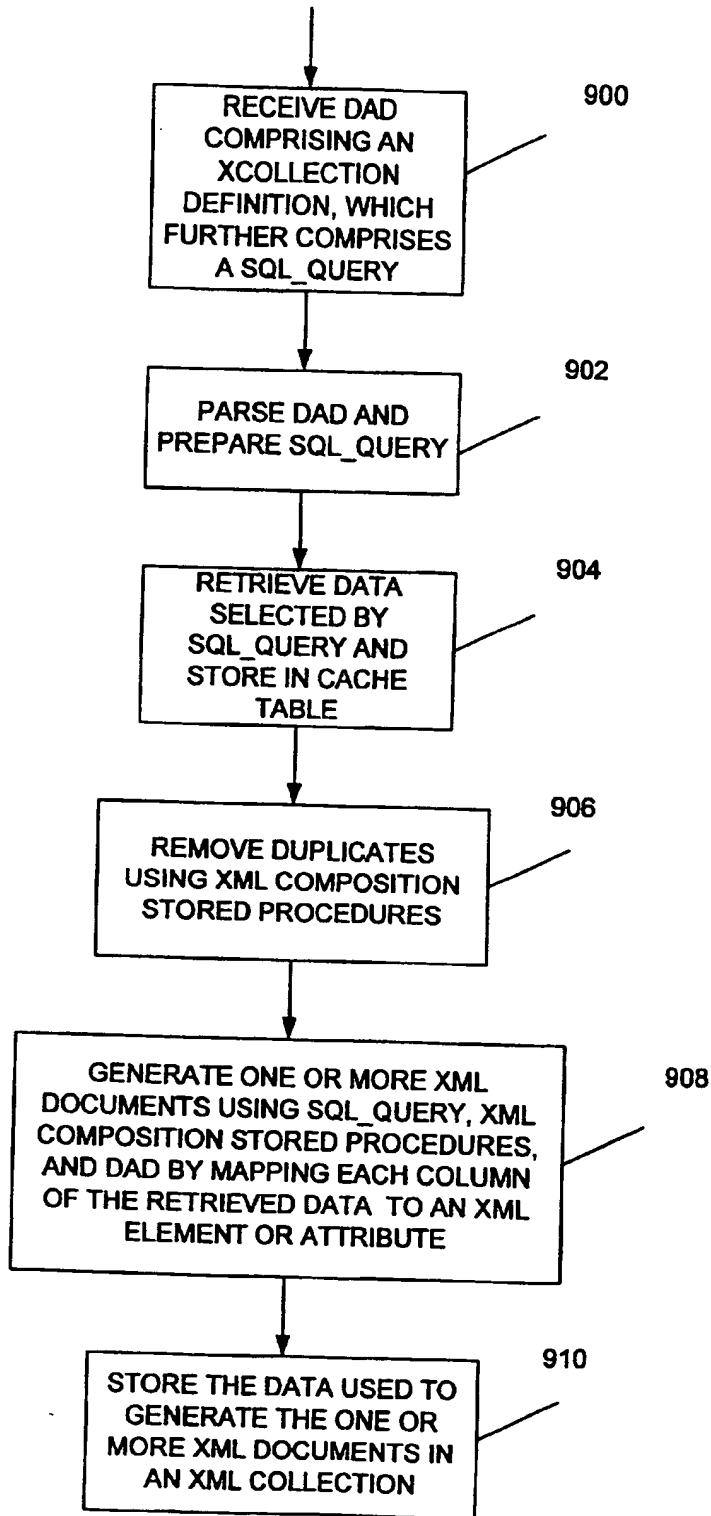 RECEIVE DAD
COMPRISING AN
XCOLLECTION
DEFINITION, WHICH
FURTHER COMPRISES
A SQL_QUERY
900
PARSE DAD AND
PREPARE SQL_QUERY
902
RETRIEVE DATA
SELECTED BY
SQL_QUERY AND
STORE IN CACHE
TABLE
904
REMOVE DUPLICATES
USING XML COMPOSITION
STORED PROCEDURES
906
GENERATE ONE OR MORE XML
DOCUMENTS USING SQL_QUERY, XML
COMPOSITION STORED PROCEDURES,
AND DAD BY MAPPING EACH COLUMN
OF THE RETRIEVED DATA TO AN XML
ELEMENT OR ATTRIBUTE
908
STORE THE DATA USED TO
GENERATE THE ONE OR
MORE XML DOCUMENTS IN
AN XML COLLECTION
910